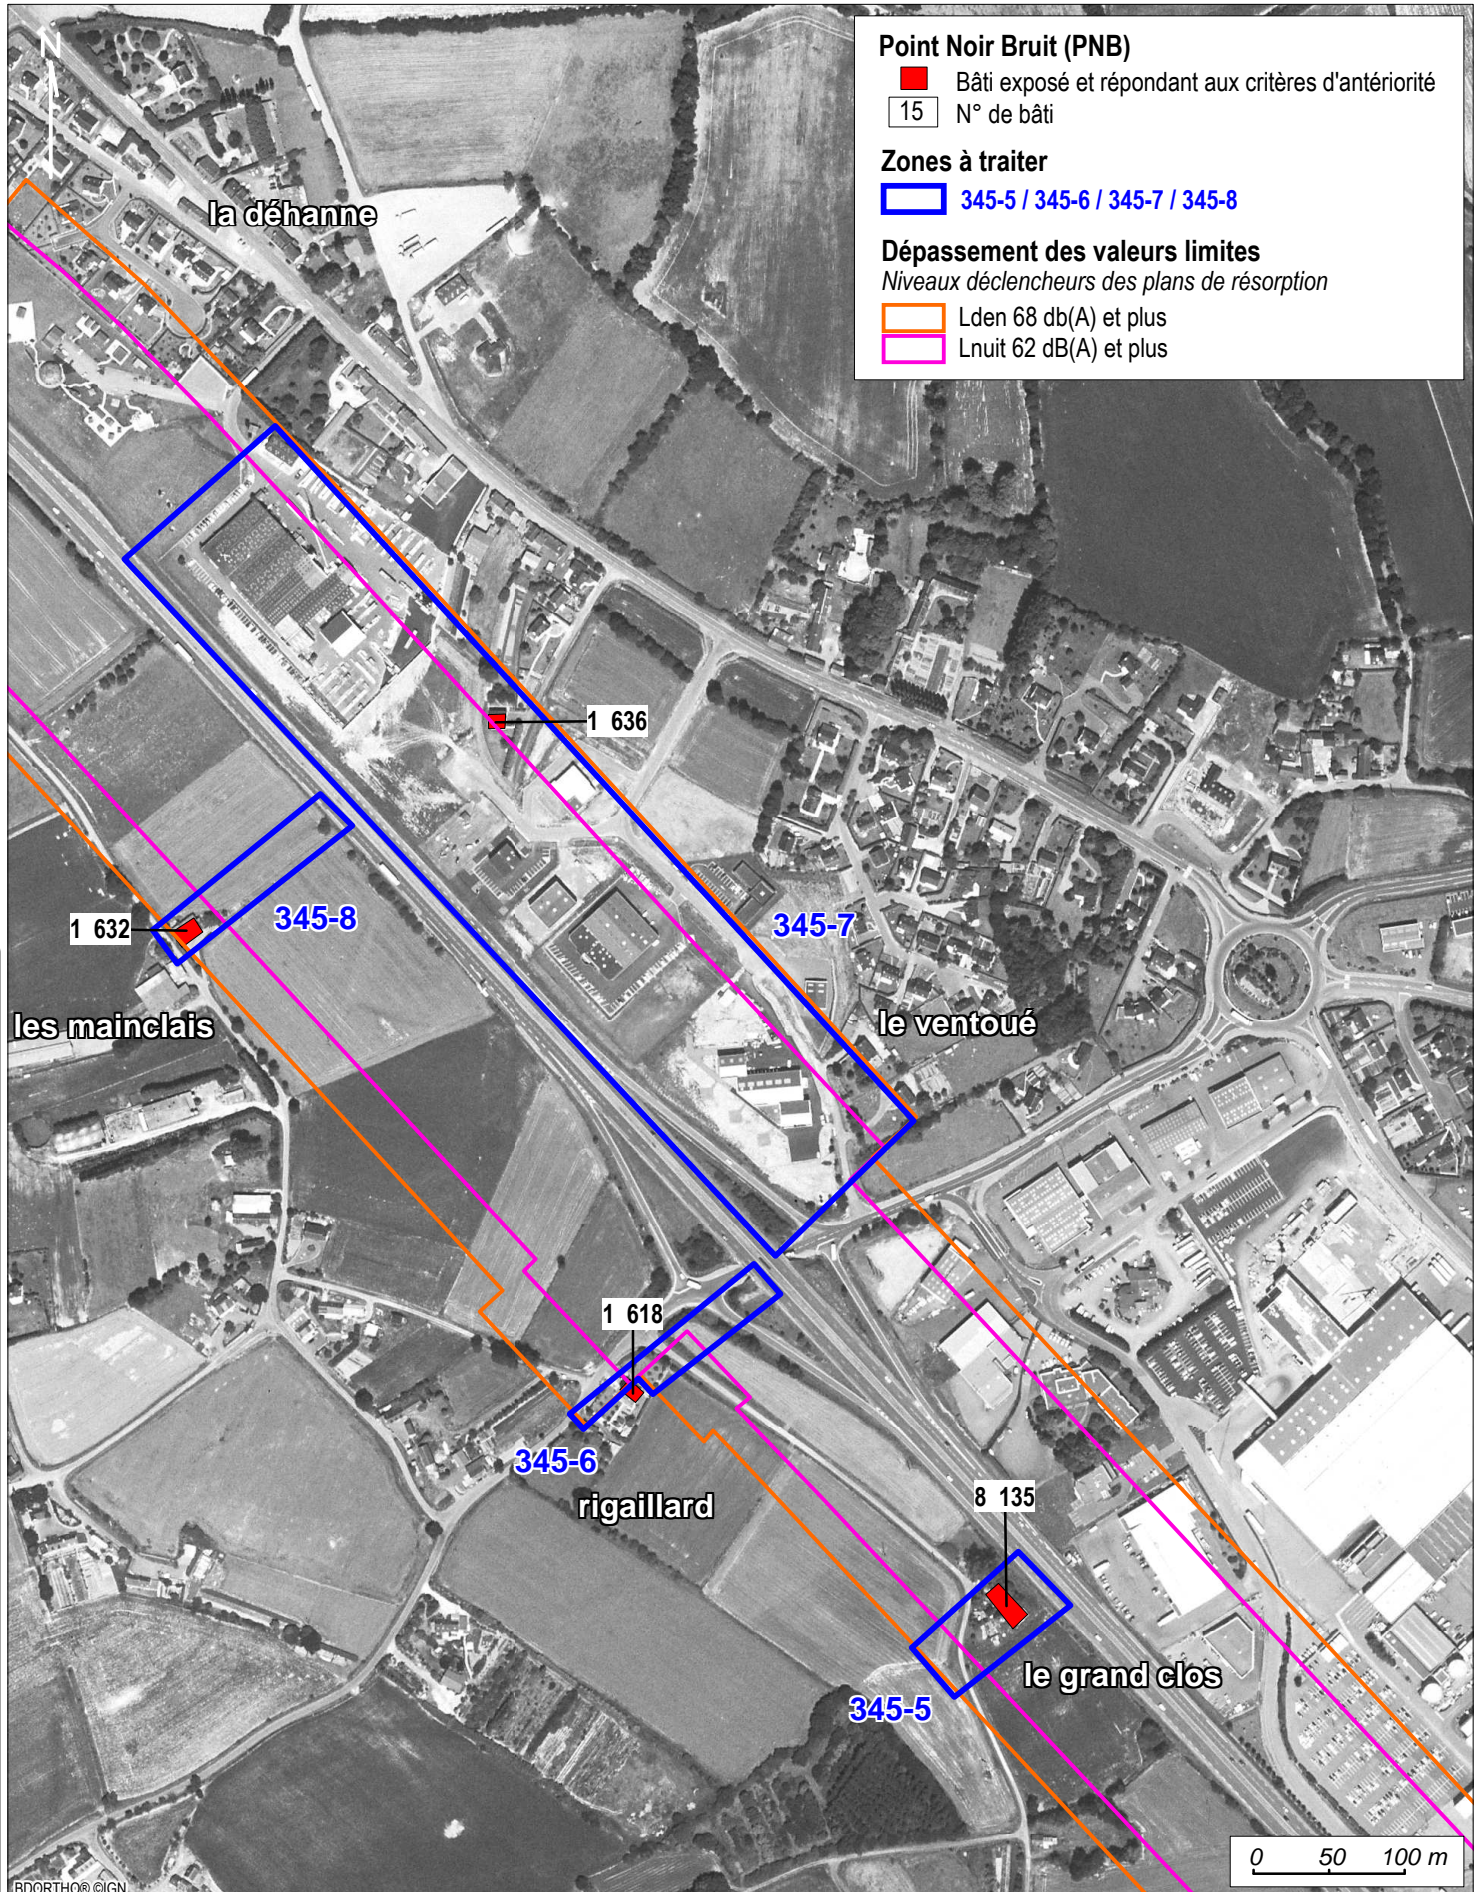 N
Point Noir Bruit (PNB)
Bâti exposé et répondant aux critères d'antériorité
15 N° de bâti
Zones à traiter
345-5 / 345-6 / 345-7 / 345-8
Dépassement des valeurs limites
Niveaux déclencheurs des plans de résorption
Lden 68 db(A) et plus
Lnuit 62 dB(A) et plus
la déhanne
1 636
1 632
345-8
345-7
les mainclais
le ventoué
1 618
345-6
rigaillard
8 135
le grand clos
345-5
0 50 100 m
BDORTHO® ©IGN